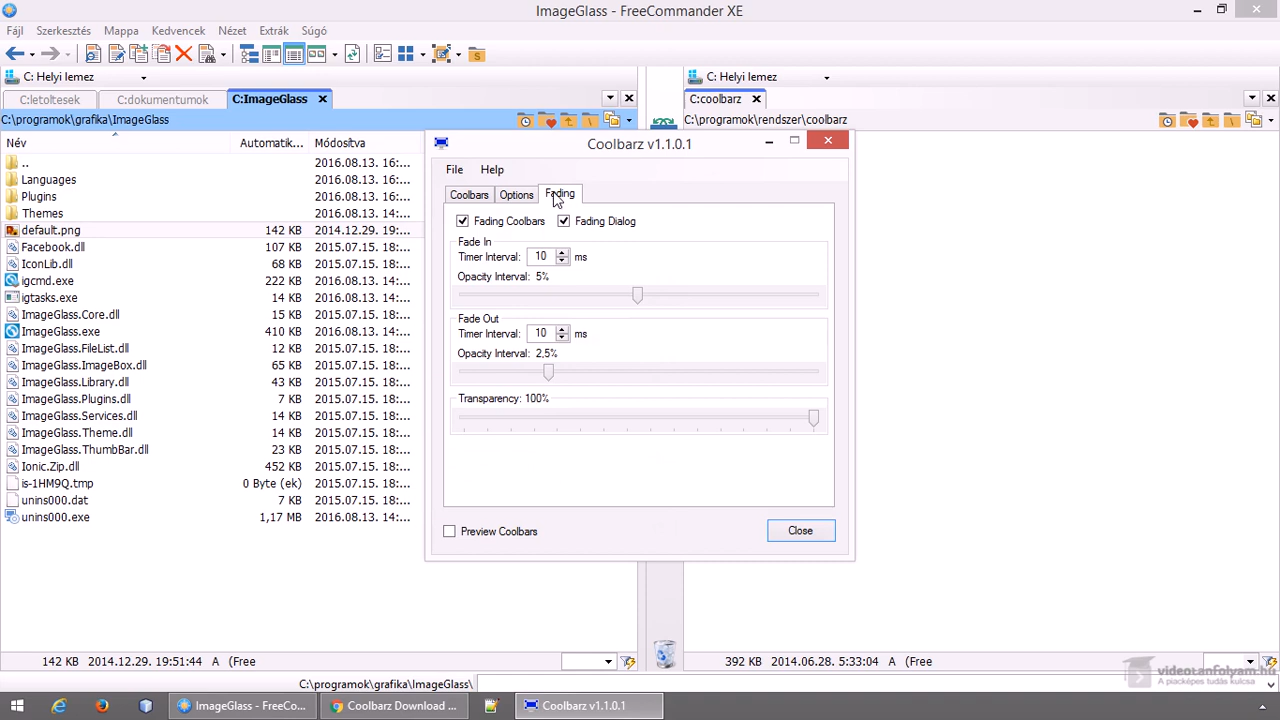 ImageGlass - FreeCommander XE
Fájl Szerkesztés Mappa Kedvencek Nézet Extrák Súgó
C: Helyi lemez
C: Helyi lemez
C:letoltesek C:dokumentumok C:ImageGlass
C:coolbarz
C:\programok\grafika\ImageGlass
C:\programok\rendszer\coolbarz
Név Automatik... Módosítva
.. 2016.08.13. 16:...
Languages 2016.08.13. 16:...
Plugins 2016.08.13. 16:...
Themes 2016.08.13. 16:...
default.png 142 KB 2014.12.29. 19:...
Facebook.dll 107 KB 2015.07.15. 18:...
IconLib.dll 68 KB 2015.07.15. 18:...
igcmd.exe 222 KB 2016.08.13. 14:...
igtasks.exe 112 KB 2016.08.13. 14:...
ImageGlass.Core.dll 15 KB 2015.07.15. 18:...
ImageGlass.exe 410 KB 2016.08.13. 14:...
ImageGlass.FileList.dll 12 KB 2015.07.15. 18:...
ImageGlass.ImageBox.dll 65 KB 2015.07.15. 18:...
ImageGlass.Library.dll 43 KB 2015.07.15. 18:...
ImageGlass.Plugins.dll 7 KB 2015.07.15. 18:...
ImageGlass.Services.dll 14 KB 2015.07.15. 18:...
ImageGlass.Theme.dll 14 KB 2015.07.15. 18:...
ImageGlass.ThumbBar.dll 23 KB 2015.07.15. 18:...
Ionic.Zip.dll 452 KB 2015.07.15. 18:...
is-1HM9Q.tmp 0 Byte (ek) 2015.07.15. 18:...
unins000.dat 7 KB 2015.07.15. 18:...
unins000.exe 1,17 MB 2016.08.13. 14:...
Coolbarz v1.1.0.1
File Help
Coolbars Options Fading
Fading Coolbars Fading Dialog
Fade In
Timer Interval: 10 ms
Opacity Interval: 5%
Fade Out
Timer Interval: 10 ms
Opacity Interval: 2,5%
Transparency: 100%
Preview Coolbars Close
142 KB 2014.12.29. 19:51:44 A (Free
392 KB 2014.06.28. 5:33:04 A (Free
C:\programok\grafika\ImageGlass\
videotanfolyam.hu
A piacképes tudás kulcsa
ImageGlass - FreeCo... Coolbarz Download ... Coolbarz v1.1.0.1